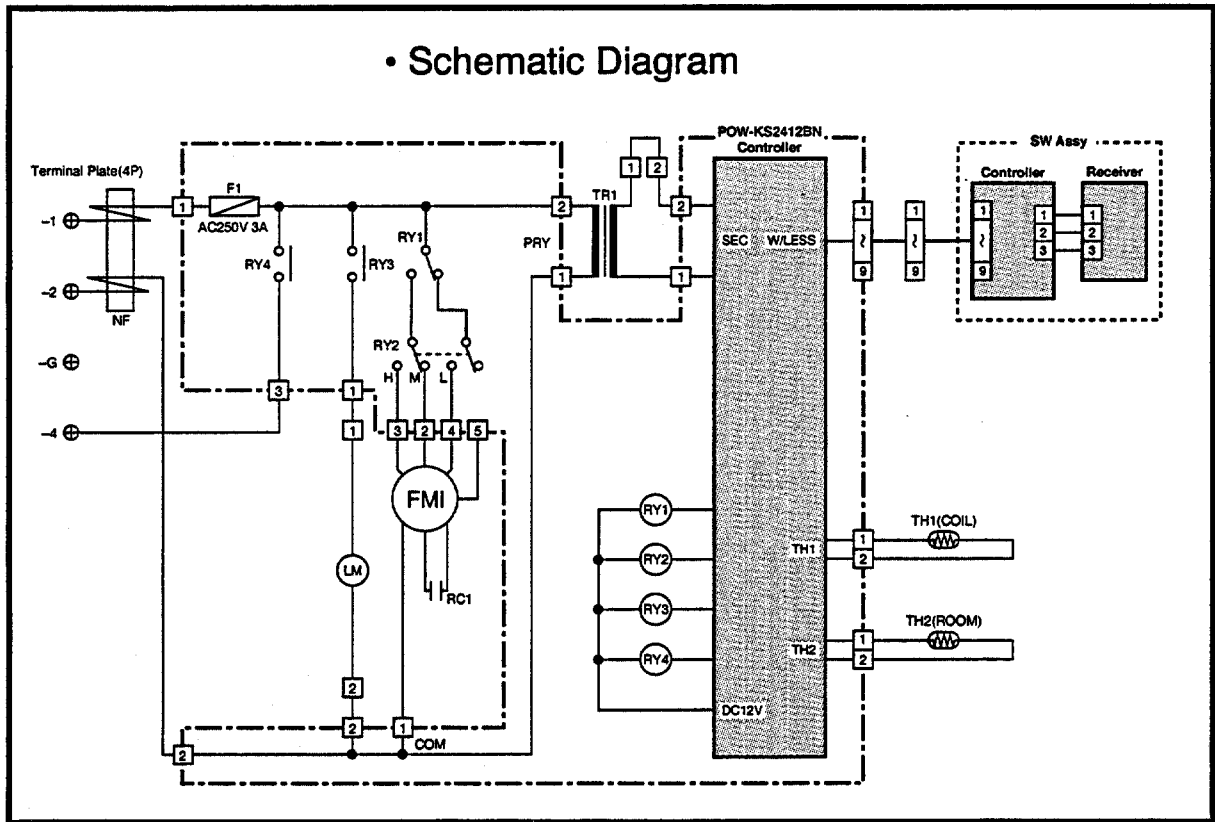 • Schematic Diagram
POW-KS2412BN
Controller
SW Assy
Terminal Plate(4P)
Controller
Receiver
F1
AC250V 3A
TR1
1 2
-1
1
2
2
1
1
1
1 1
2 2
3 3
RY1
PRY
SEC
W/LESS
~
~
~
RY4
RY3
1
1
9
9
9
-2
NF
RY2
-G
H
M
L
3
1
-4
1
3 2 4 5
FMI
RY1
TH1(COIL)
TH1
1
2
RY2
LM
RC1
RY3
TH2(ROOM)
TH2
1
2
RY4
2
DC12V
2
1
COM
2